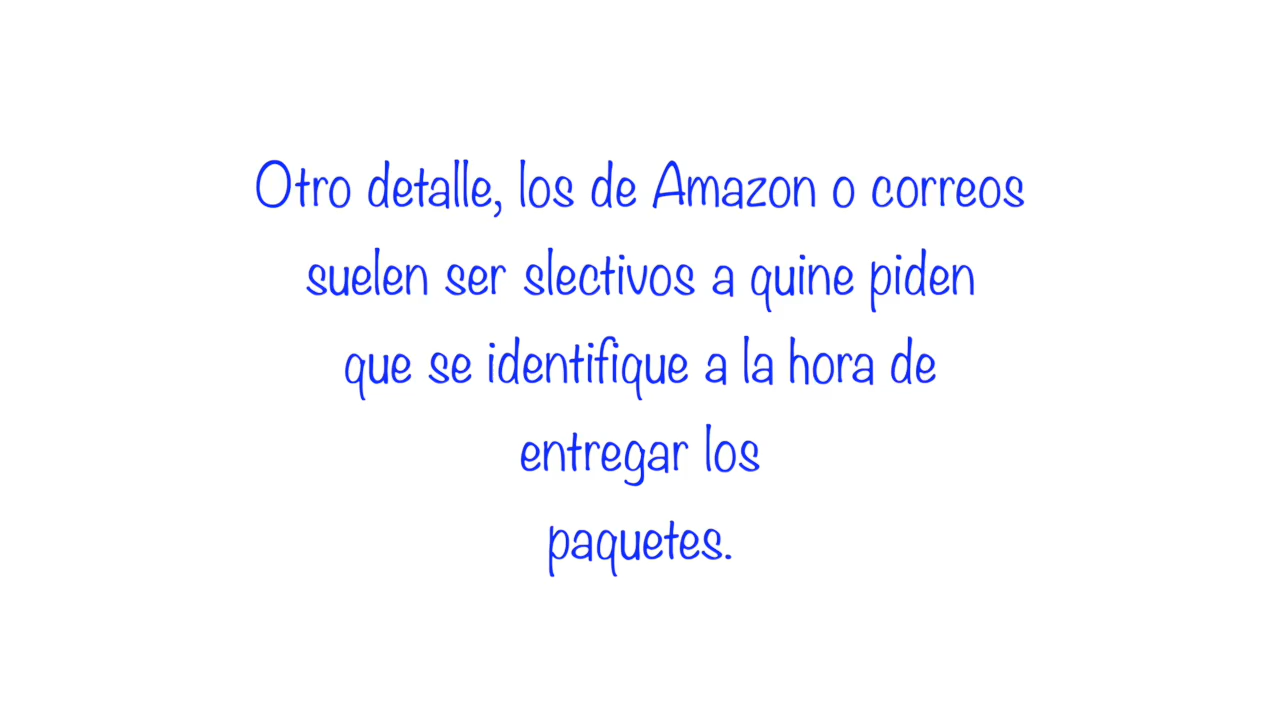 Otro detalle, los de Amazon o correos
suelen ser slectivos a quine piden
que se identifique a la hora de
entregar los
paquetes.